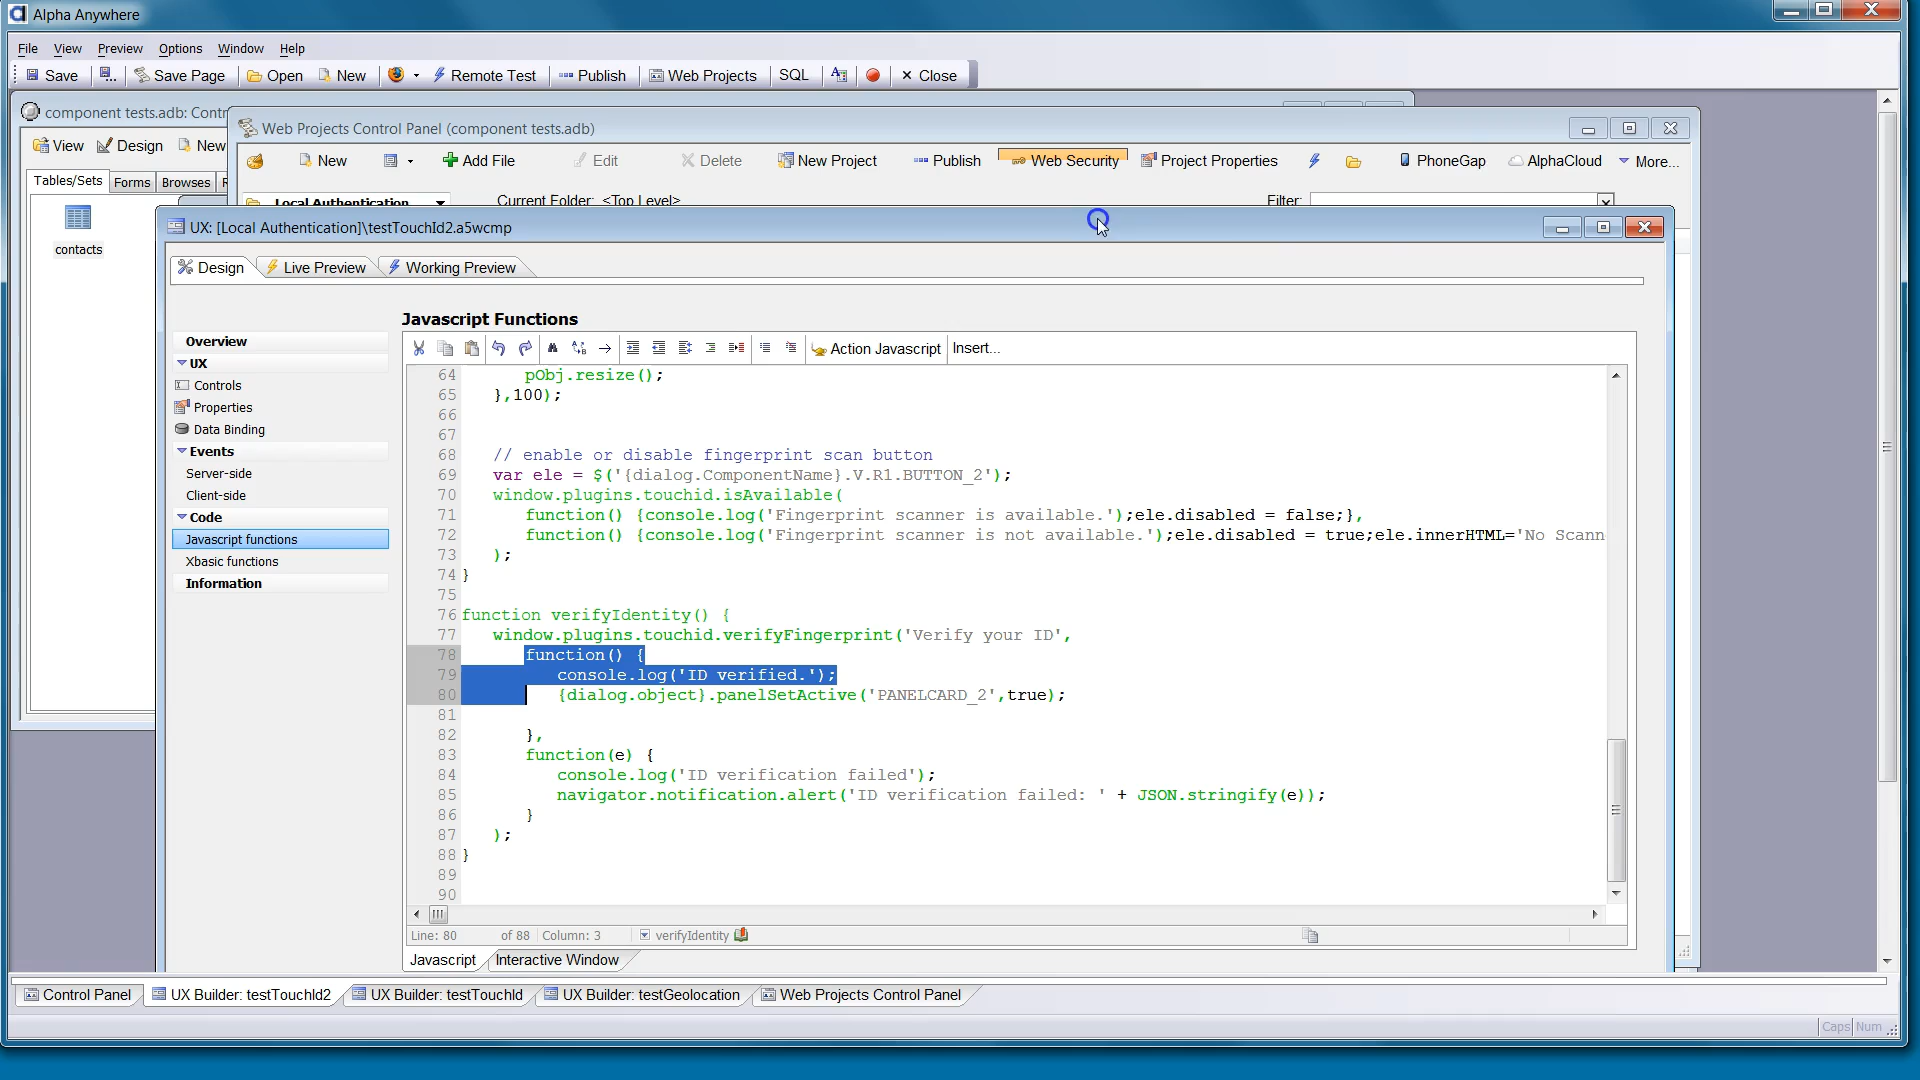 Alpha Anywhere
File View Preview Options Window Help
Save Save Page Open New Remote Test Publish Web Projects SQL Close
component tests.adb: Contr
Web Projects Control Panel (component tests.adb)
View Design New
New Add File Edit Delete New Project Publish Web Security Project Properties PhoneGap AlphaCloud More...
Tables/Sets Forms Browses
Local Authentication Current Folder: <Top Level> Filter:
contacts
UX: [Local Authentication]\testTouchId2.a5wcmp
Design Live Preview Working Preview
Javascript Functions
Overview
UX
Controls
Properties
Data Binding
Events
Server-side
Client-side
Code
Javascript functions
Xbasic functions
Information
Action Javascript Insert...
64 pObj.resize();
65 },100);
66
67
68 // enable or disable fingerprint scan button
69 var ele = $('{dialog.ComponentName}.V.R1.BUTTON_2');
70 window.plugins.touchid.isAvailable(
71 function() {console.log('Fingerprint scanner is available.');ele.disabled = false;},
72 function() {console.log('Fingerprint scanner is not available.');ele.disabled = true;ele.innerHTML='No Scann
73 );
74 }
75
76 function verifyIdentity() {
77 window.plugins.touchid.verifyFingerprint('Verify your ID',
78 function() {
79 console.log('ID verified.');
80 {dialog.object}.panelSetActive('PANELCARD_2',true);
81
82 },
83 function(e) {
84 console.log('ID verification failed');
85 navigator.notification.alert('ID verification failed: ' + JSON.stringify(e));
86 }
87 );
88 }
89
90
Line: 80 of 88 Column: 3 verifyIdentity
Javascript Interactive Window
Control Panel UX Builder: testTouchId2 UX Builder: testTouchId UX Builder: testGeolocation Web Projects Control Panel
Caps Num